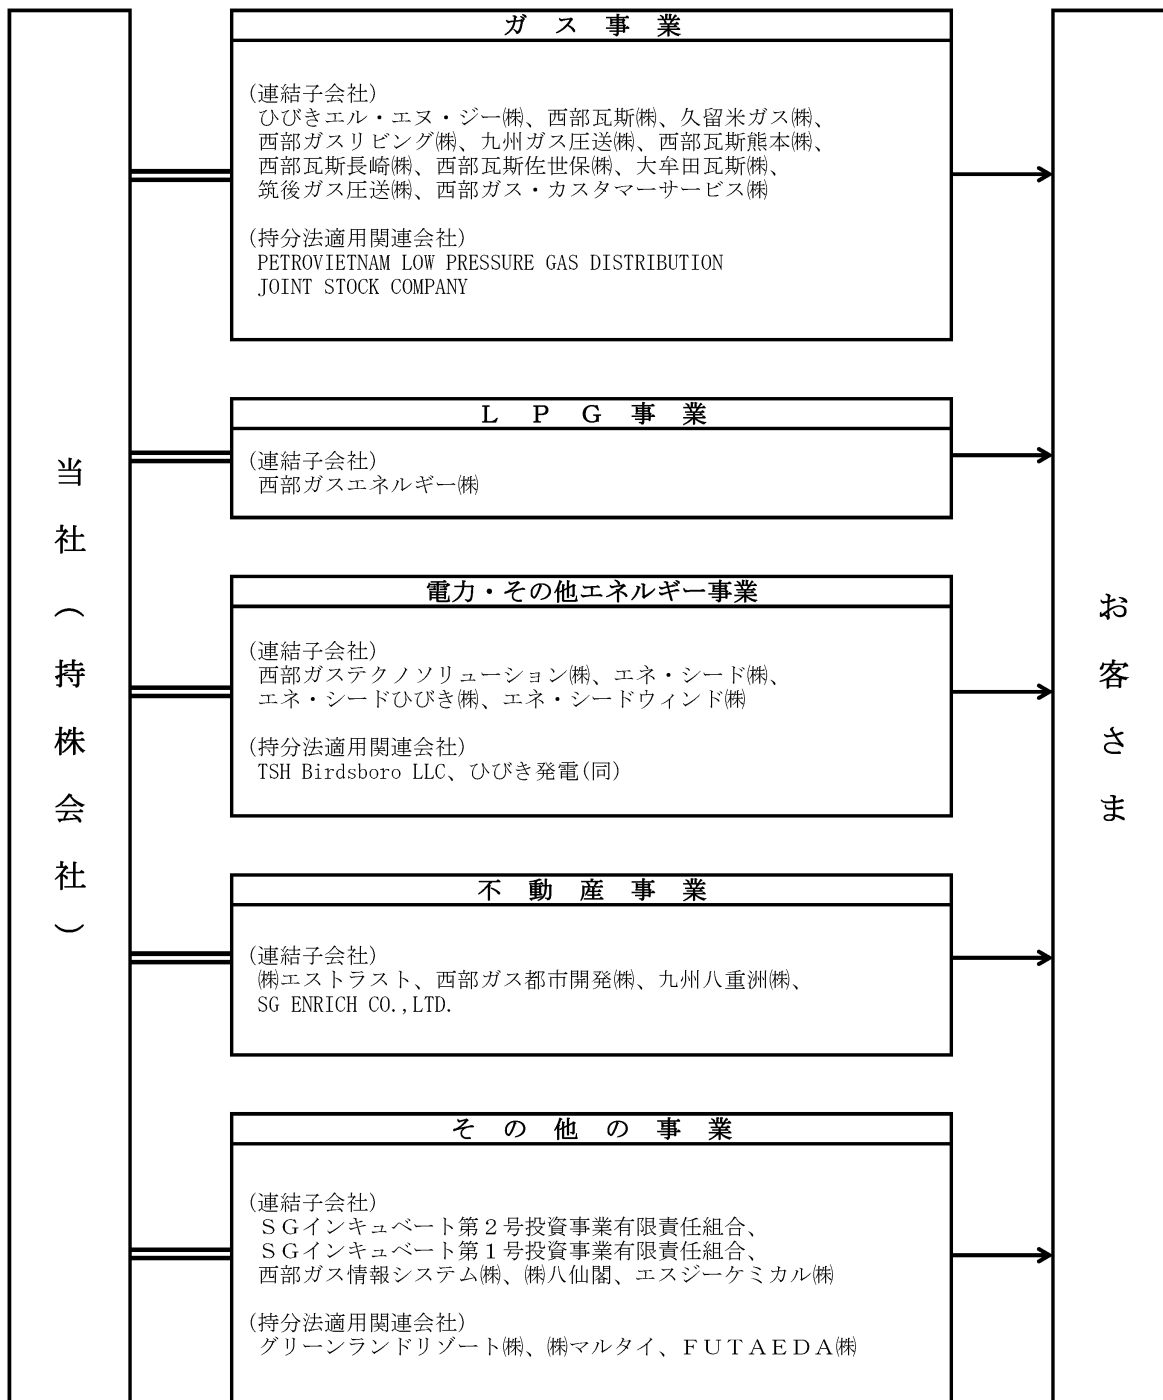 当社（持株会社）
ガス事業
(連結子会社)
ひびきエル・エヌ・ジー㈱、西部瓦斯㈱、久留米ガス㈱、
西部ガスリビング㈱、九州ガス圧送㈱、西部瓦斯熊本㈱、
西部瓦斯長崎㈱、西部瓦斯佐世保㈱、大牟田瓦斯㈱、
筑後ガス圧送㈱、西部ガス・カスタマーサービス㈱
(持分法適用関連会社)
PETROVIETNAM LOW PRESSURE GAS DISTRIBUTION
JOINT STOCK COMPANY
ＬＰＧ事業
(連結子会社)
西部ガスエネルギー㈱
電力・その他エネルギー事業
(連結子会社)
西部ガステクノソリューション㈱、エネ・シード㈱、
エネ・シードひびき㈱、エネ・シードウィンド㈱
(持分法適用関連会社)
TSH Birdsboro LLC、ひびき発電(同)
不動産事業
(連結子会社)
㈱エストラスト、西部ガス都市開発㈱、九州八重洲㈱、
SG ENRICH CO.,LTD.
その他の事業
(連結子会社)
ＳＧインキュベート第２号投資事業有限責任組合、
ＳＧインキュベート第１号投資事業有限責任組合、
西部ガス情報システム㈱、㈱八仙閣、エスジーケミカル㈱
(持分法適用関連会社)
グリーンランドリゾート㈱、㈱マルタイ、ＦＵＴＡＥＤＡ㈱
お客さま